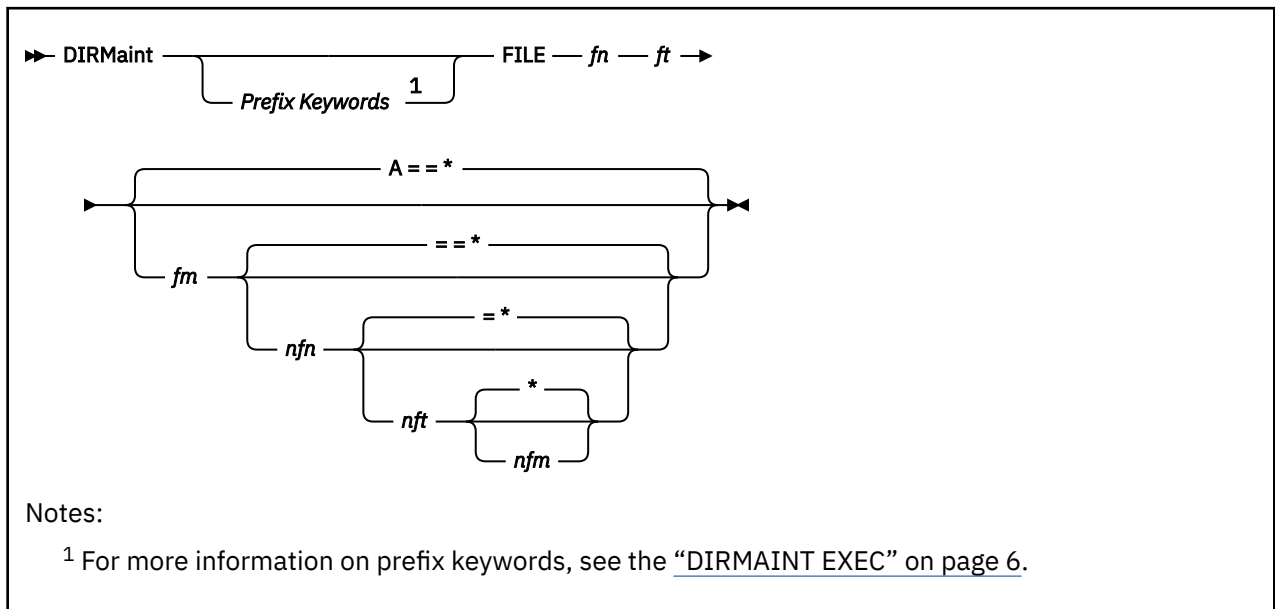 DIRMaint FILE fn ft
Prefix Keywords 1
A = = *
= = *
fm
= *
nfn
*
nft
nfm
Notes:
1 For more information on prefix keywords, see the “DIRMAINT EXEC” on page 6.